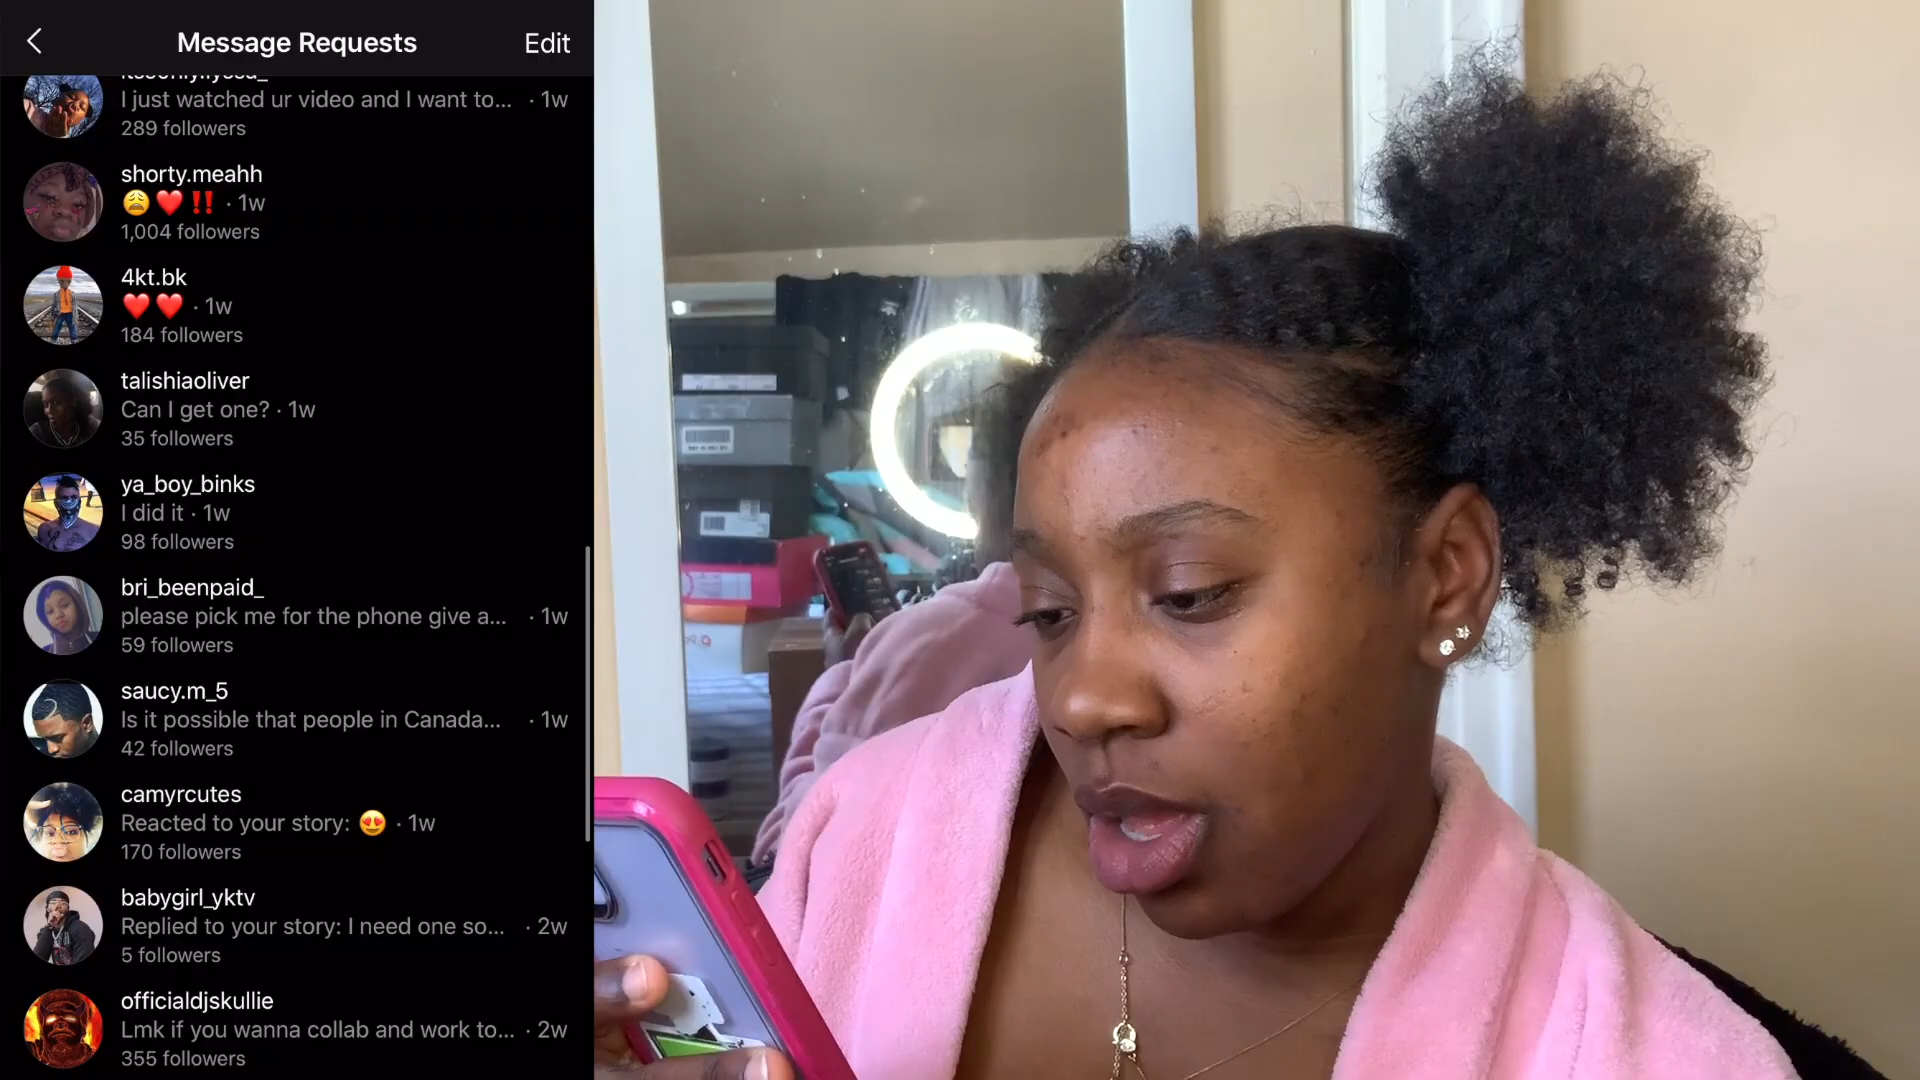 Message Requests
Edit
I just watched ur video and I want to... · 1w
289 followers
shorty.meahh
😩❤️‼️ · 1w
1,004 followers
4kt.bk
❤️❤️ · 1w
184 followers
talishiaoliver
Can I get one? · 1w
35 followers
ya_boy_binks
I did it · 1w
98 followers
bri_beenpaid_
please pick me for the phone give a... · 1w
59 followers
saucy.m_5
Is it possible that people in Canada... · 1w
42 followers
camyrcutes
Reacted to your story: 😍 · 1w
170 followers
babygirl_yktv
Replied to your story: I need one so... · 2w
5 followers
officialdjskullie
Lmk if you wanna collab and work to... · 2w
355 followers